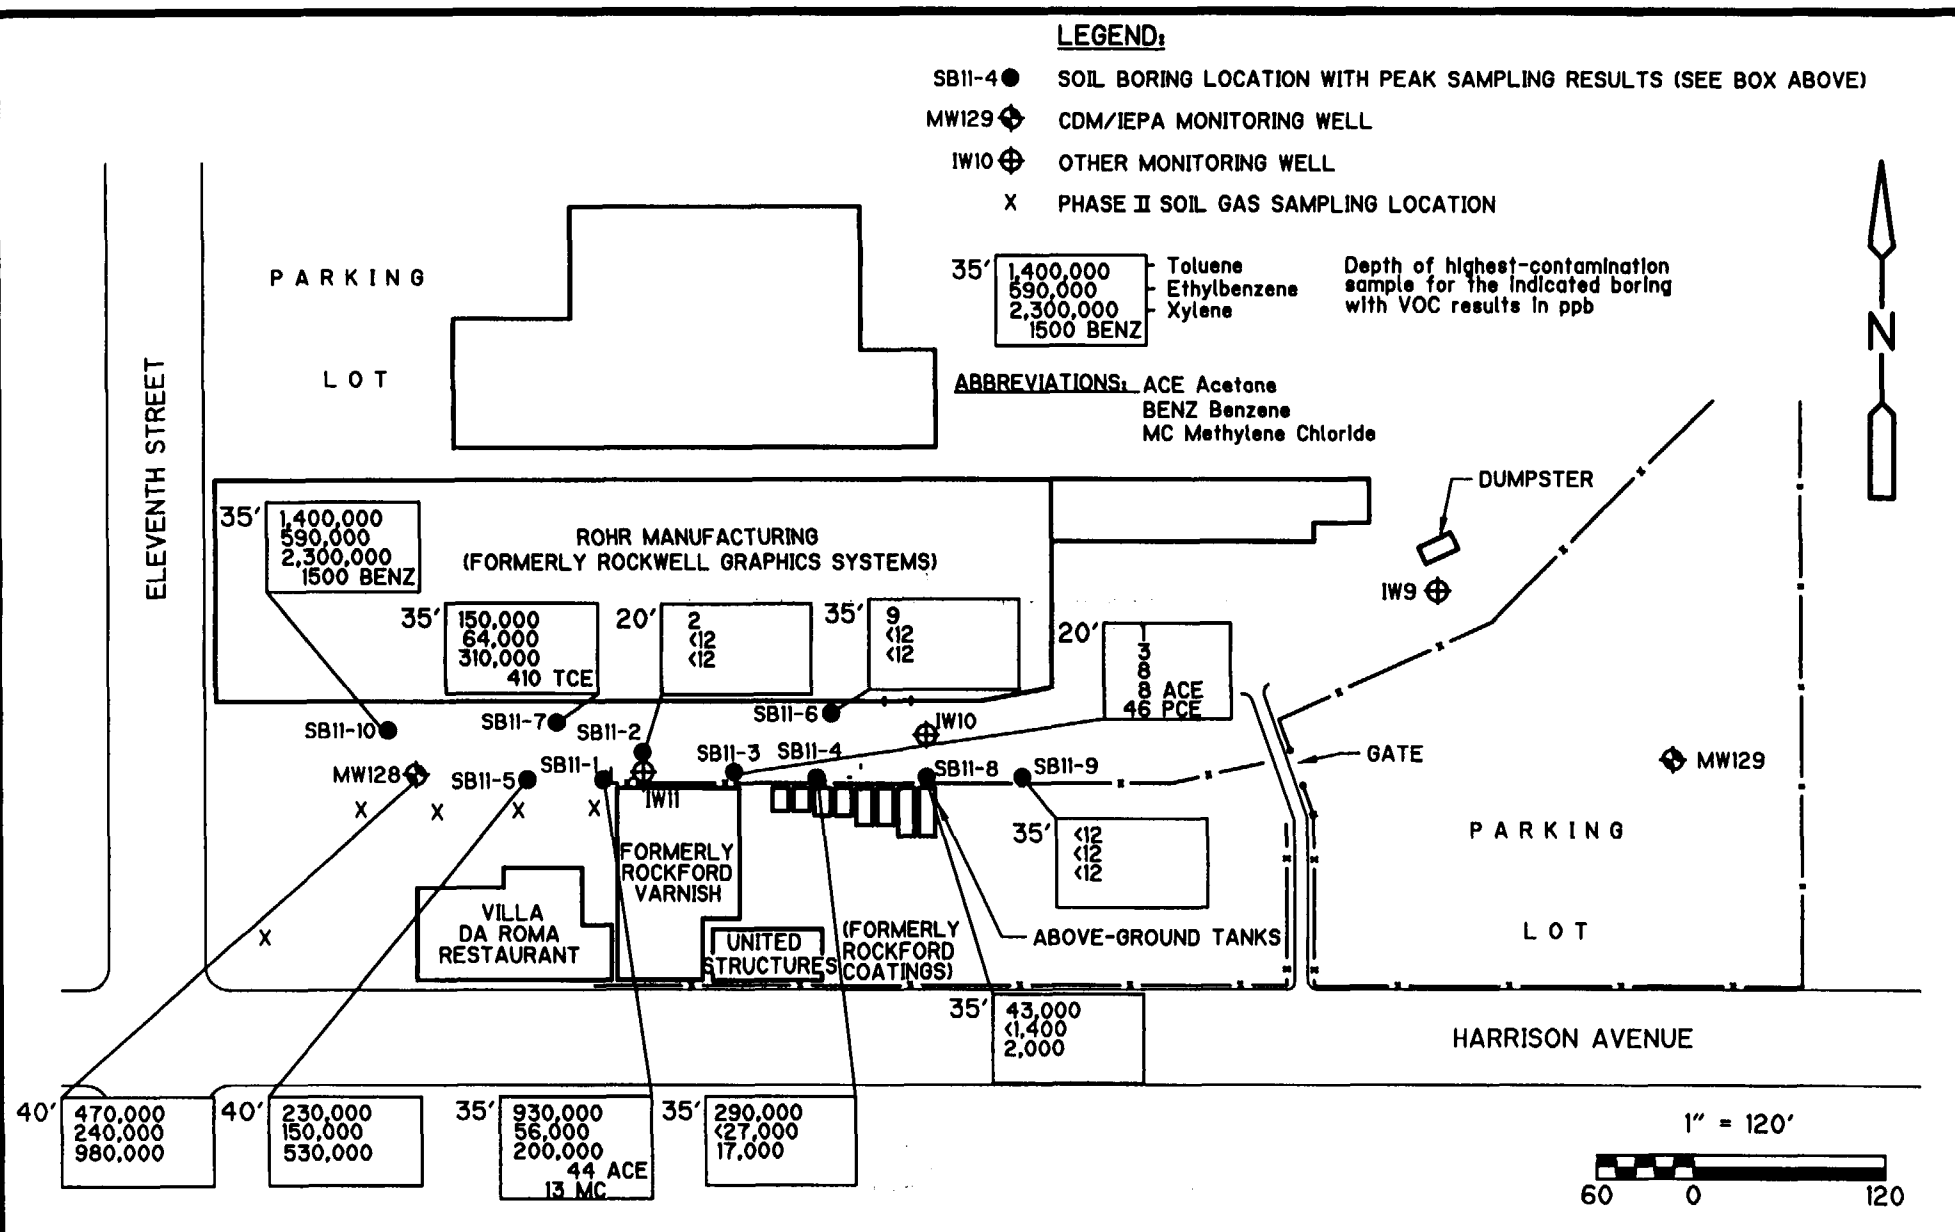 LEGEND:
SB11-4 SOIL BORING LOCATION WITH PEAK SAMPLING RESULTS (SEE BOX ABOVE)
MW129 CDM/IEPA MONITORING WELL
IW10 OTHER MONITORING WELL
X PHASE II SOIL GAS SAMPLING LOCATION
35' 1,400,000 Toluene
590,000 Ethylbenzene
2,300,000 Xylene
1500 BENZ
Depth of highest-contamination
sample for the indicated boring
with VOC results in ppb
ABBREVIATIONS: ACE Acetone
BENZ Benzene
MC Methylene Chloride
N
PARKING
LOT
ELEVENTH STREET
DUMPSTER
IW9
ROHR MANUFACTURING
(FORMERLY ROCKWELL GRAPHICS SYSTEMS)
35' 1,400,000
590,000
2,300,000
1500 BENZ
35' 150,000
64,000
310,000
410 TCE
20' 2
<12
<12
35' 9
<12
<12
20' 1
3
8
8 ACE
46 PCE
SB11-10
SB11-7
SB11-2
SB11-6
IW10
MW128
SB11-5
SB11-1
IW11
SB11-3
SB11-4
SB11-8
SB11-9
GATE
MW129
X
X
X
X
X
35' <12
<12
<12
FORMERLY
ROCKFORD
VARNISH
VILLA
DA ROMA
RESTAURANT
UNITED
STRUCTURES
(FORMERLY
ROCKFORD
COATINGS)
ABOVE-GROUND TANKS
PARKING
LOT
35' 43,000
<1,400
2,000
HARRISON AVENUE
40' 470,000
240,000
980,000
40' 230,000
150,000
530,000
35' 930,000
56,000
200,000
44 ACE
13 MC
35' 290,000
<27,000
17,000
1" = 120'
60 0 120